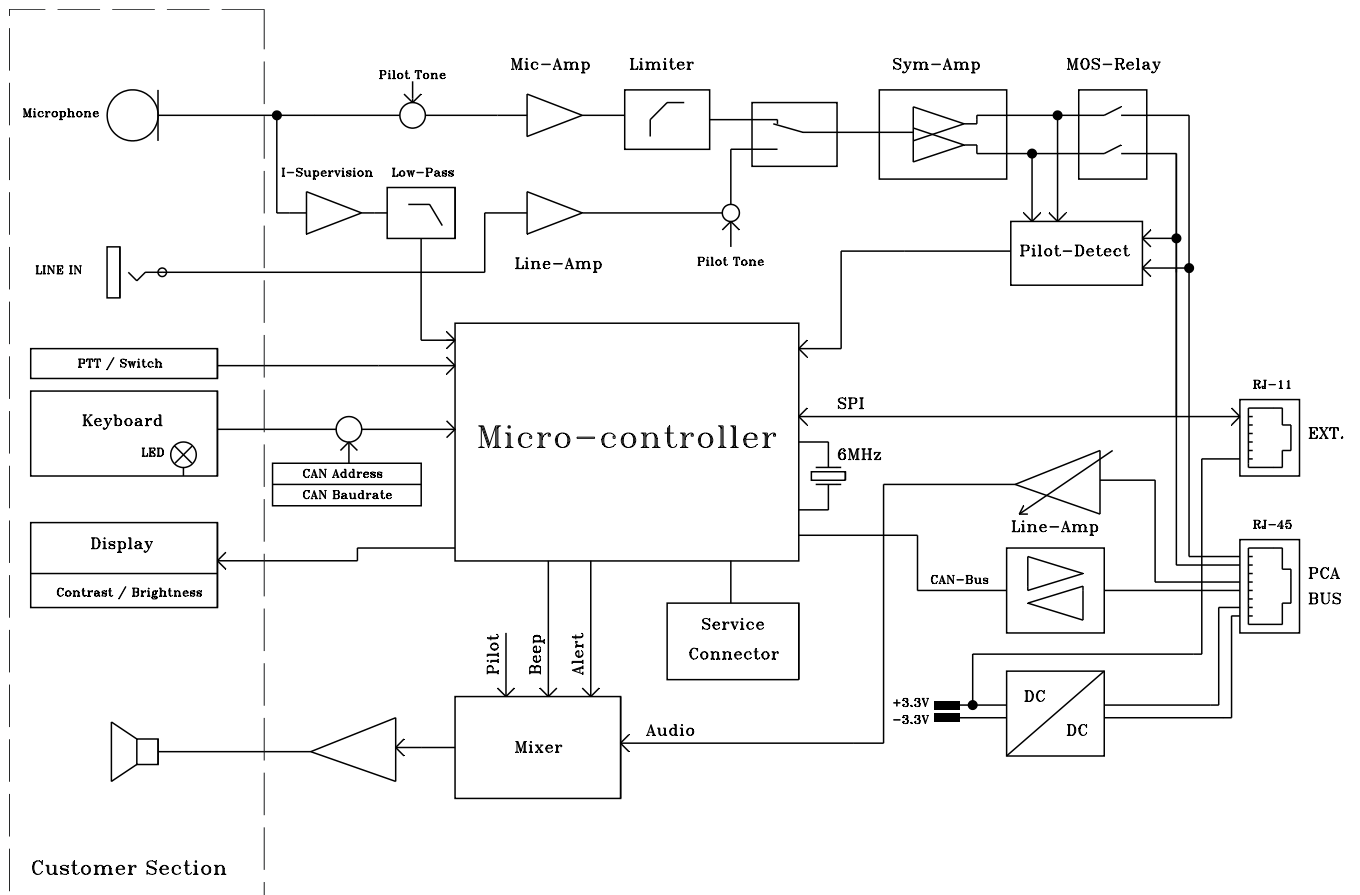 Mic-Amp
Limiter
Sym-Amp
MOS-Relay
Pilot Tone
Microphone
I-Supervision
Low-Pass
Line-Amp
Pilot Tone
Pilot-Detect
LINE IN
PTT / Switch
Keyboard
LED
CAN Address
CAN Baudrate
Micro-controller
SPI
6MHz
RJ-11
EXT.
Line-Amp
RJ-45
PCA
BUS
Display
Contrast / Brightness
CAN-Bus
Service
Connector
Pilot
Beep
Alert
+3.3V
-3.3V
DC
DC
Audio
Mixer
Customer Section